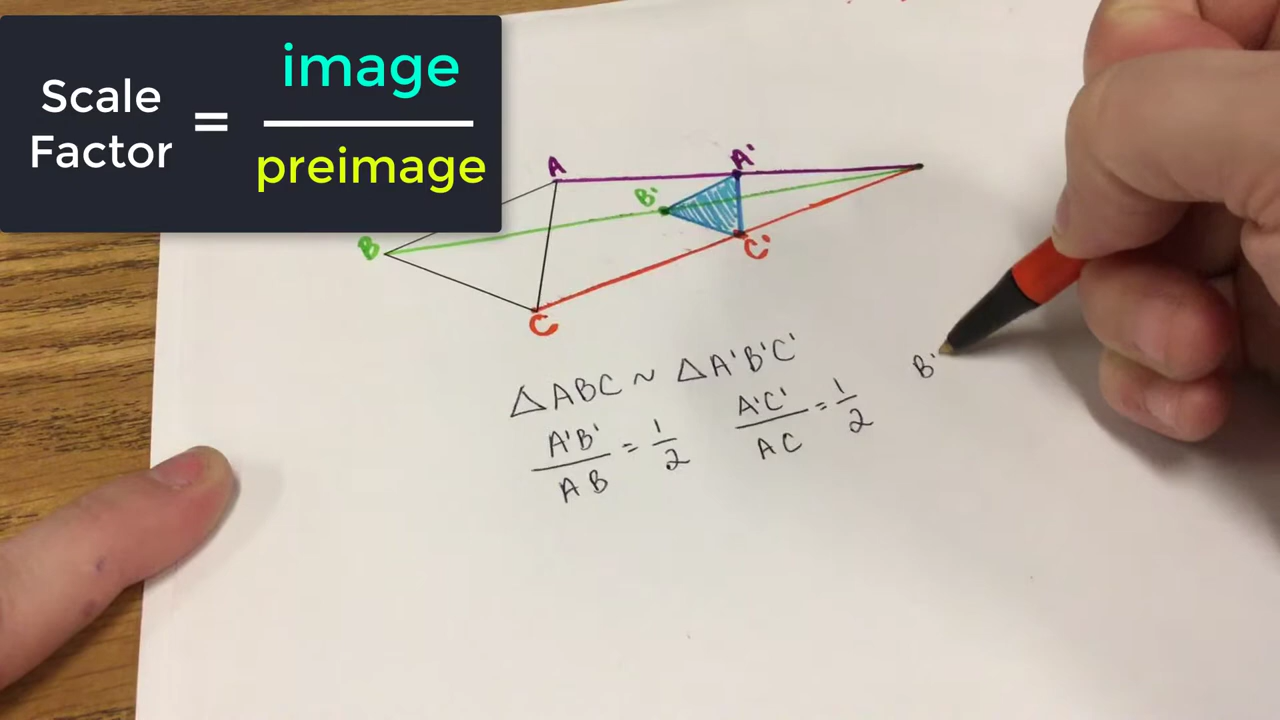 Scale
Factor
=
image
preimage
A
A'
B'
B
C'
C
△ABC ~ △A'B'C'
A'B'/AB = 1/2 A'C'/AC = 1/2 B'